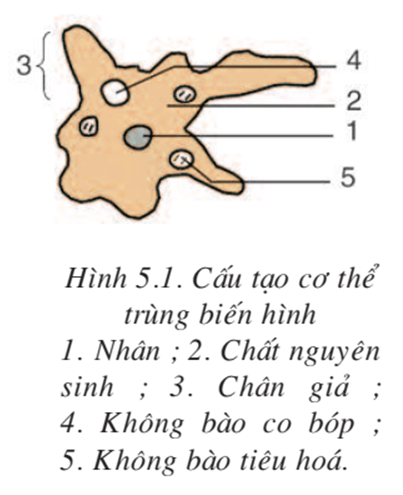 3
4
2
1
5
Hình 5.1. Cấu tạo cơ thể
trùng biến hình
1. Nhân ; 2. Chất nguyên
sinh ; 3. Chân giả ;
4. Không bào co bóp ;
5. Không bào tiêu hoá.